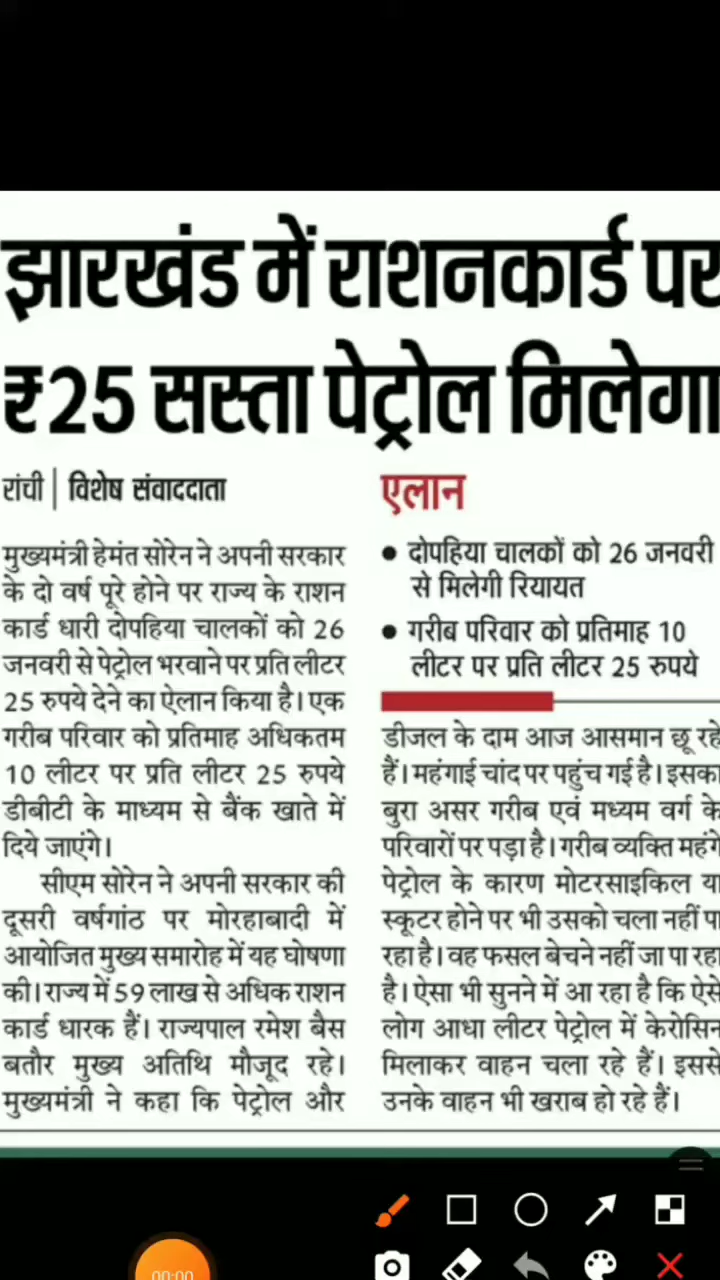 झारखंड में राशनकार्ड पर
₹25 सस्ता पेट्रोल मिलेगा
रांची | विशेष संवाददाता
मुख्यमंत्री हेमंत सोरेन ने अपनी सरकार
के दो वर्ष पूरे होने पर राज्य के राशन
कार्ड धारी दोपहिया चालकों को 26
जनवरी से पेट्रोल भरवाने पर प्रति लीटर
25 रुपये देने का ऐलान किया है। एक
गरीब परिवार को प्रतिमाह अधिकतम
10 लीटर पर प्रति लीटर 25 रुपये
डीबीटी के माध्यम से बैंक खाते में
दिये जाएंगे।
सीएम सोरेन ने अपनी सरकार की
दूसरी वर्षगांठ पर मोरहाबादी में
आयोजित मुख्य समारोह में यह घोषणा
की। राज्य में 59 लाख से अधिक राशन
कार्ड धारक हैं। राज्यपाल रमेश बैस
बतौर मुख्य अतिथि मौजूद रहे।
मुख्यमंत्री ने कहा कि पेट्रोल और
एलान
• दोपहिया चालकों को 26 जनवरी
से मिलेगी रियायत
• गरीब परिवार को प्रतिमाह 10
लीटर पर प्रति लीटर 25 रुपये
डीजल के दाम आज आसमान छू रहे
हैं। महंगाई चांद पर पहुंच गई है। इसका
बुरा असर गरीब एवं मध्यम वर्ग के
परिवारों पर पड़ा है। गरीब व्यक्ति महंगे
पेट्रोल के कारण मोटरसाइकिल या
स्कूटर होने पर भी उसको चला नहीं पा
रहा है। वह फसल बेचने नहीं जा पा रहा
है। ऐसा भी सुनने में आ रहा है कि ऐसे
लोग आधा लीटर पेट्रोल में केरोसिन
मिलाकर वाहन चला रहे हैं। इससे
उनके वाहन भी खराब हो रहे हैं।
00:00